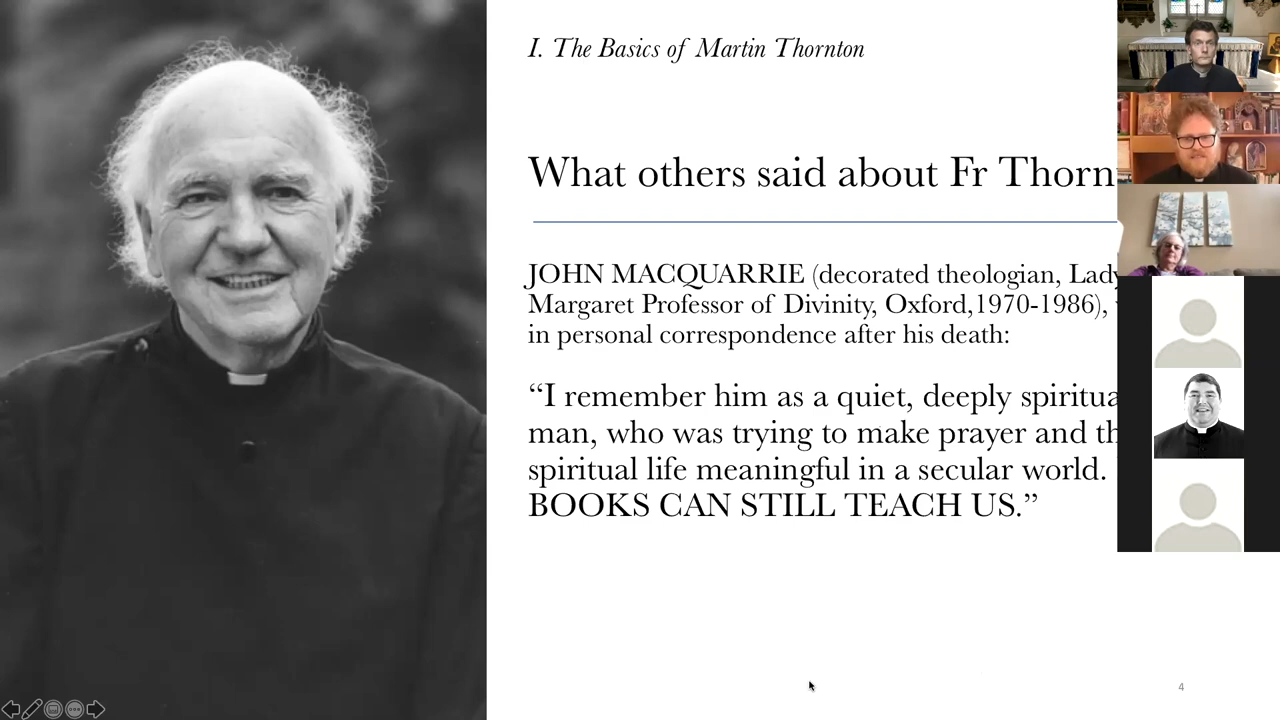 I. The Basics of Martin Thornton
What others said about Fr Thorn
JOHN MACQUARRIE (decorated theologian, Lady
Margaret Professor of Divinity, Oxford,1970-1986),
in personal correspondence after his death:
“I remember him as a quiet, deeply spiritua
man, who was trying to make prayer and th
spiritual life meaningful in a secular world.
BOOKS CAN STILL TEACH US.”
4